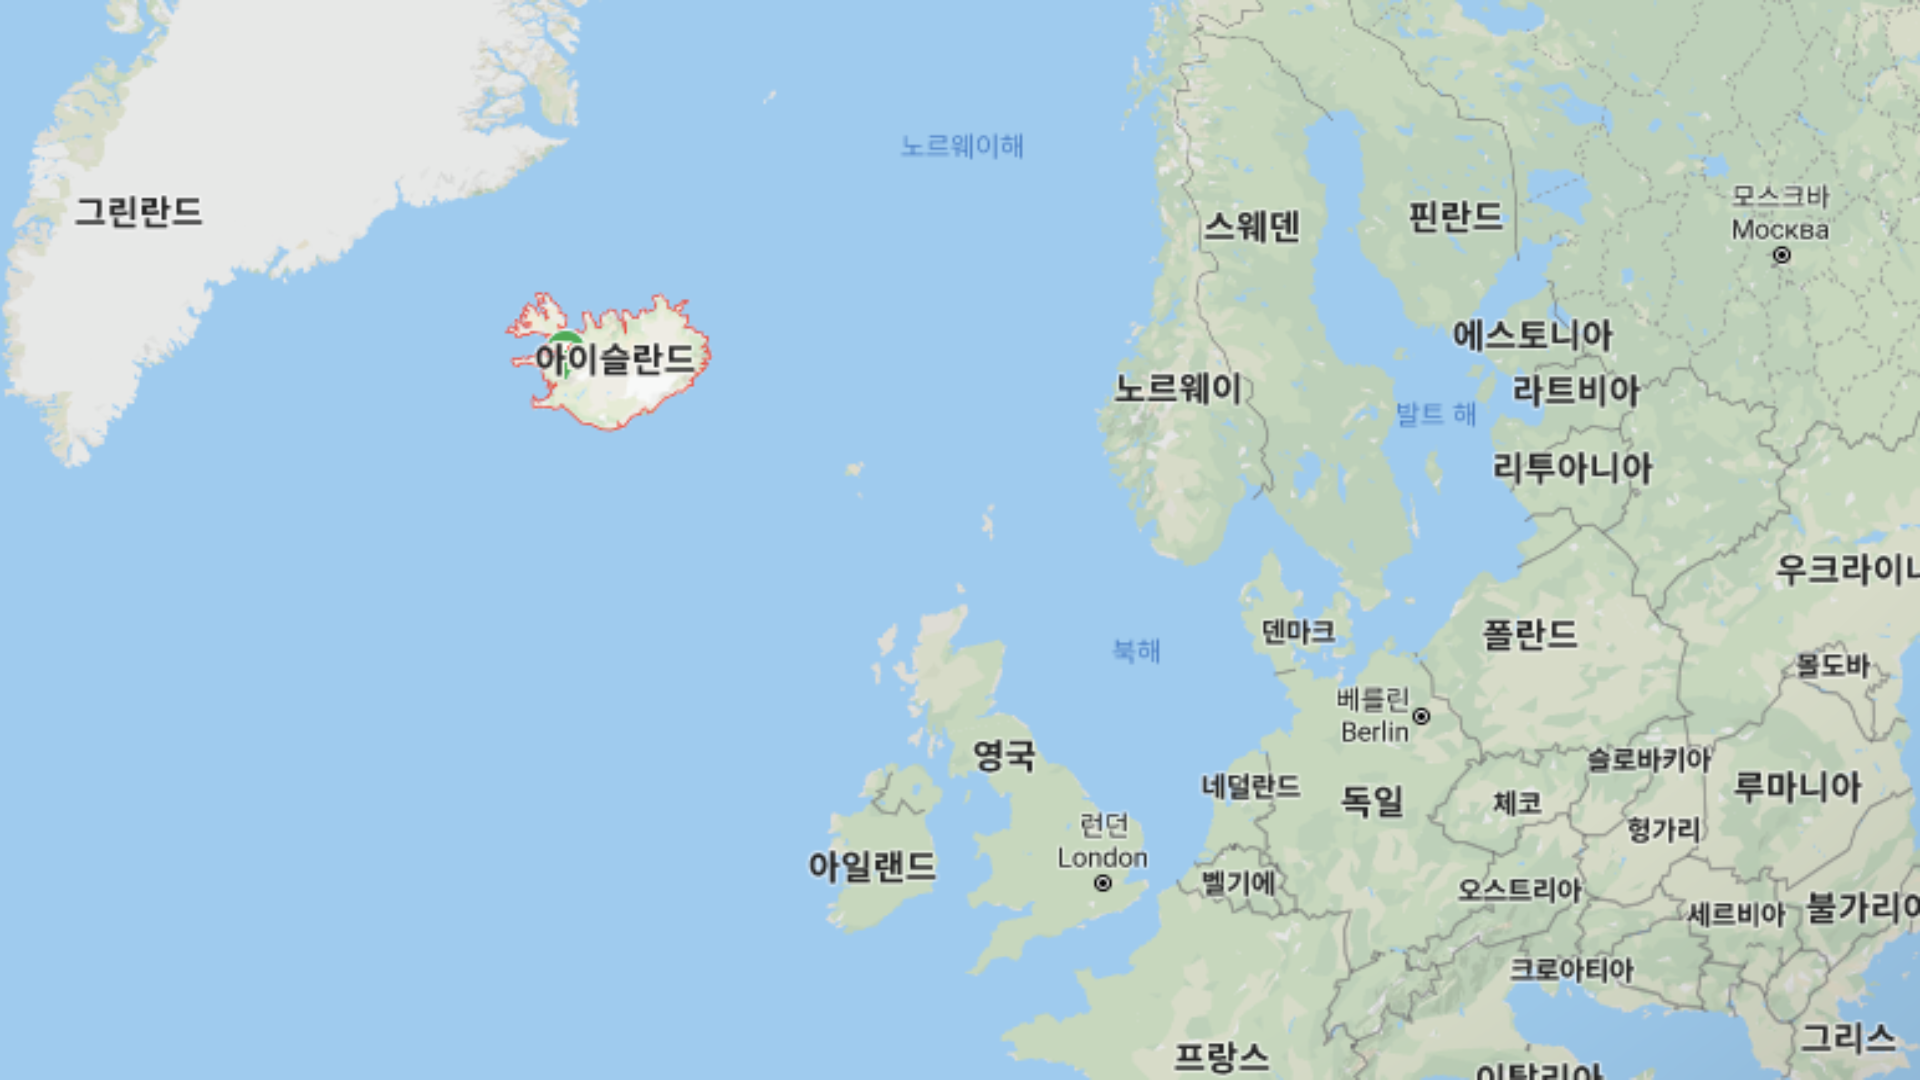 노르웨이해
그린란드
스웨덴
핀란드
모스크바
Москва
아이슬란드
에스토니아
노르웨이
라트비아
발트 해
리투아니아
우크라이나
덴마크
북해
폴란드
몰도바
베를린
Berlin
영국
네덜란드
독일
슬로바키아
체코
루마니아
런던
London
헝가리
아일랜드
벨기에
오스트리아
세르비아
불가리아
크로아티아
프랑스
그리스
이탈리아